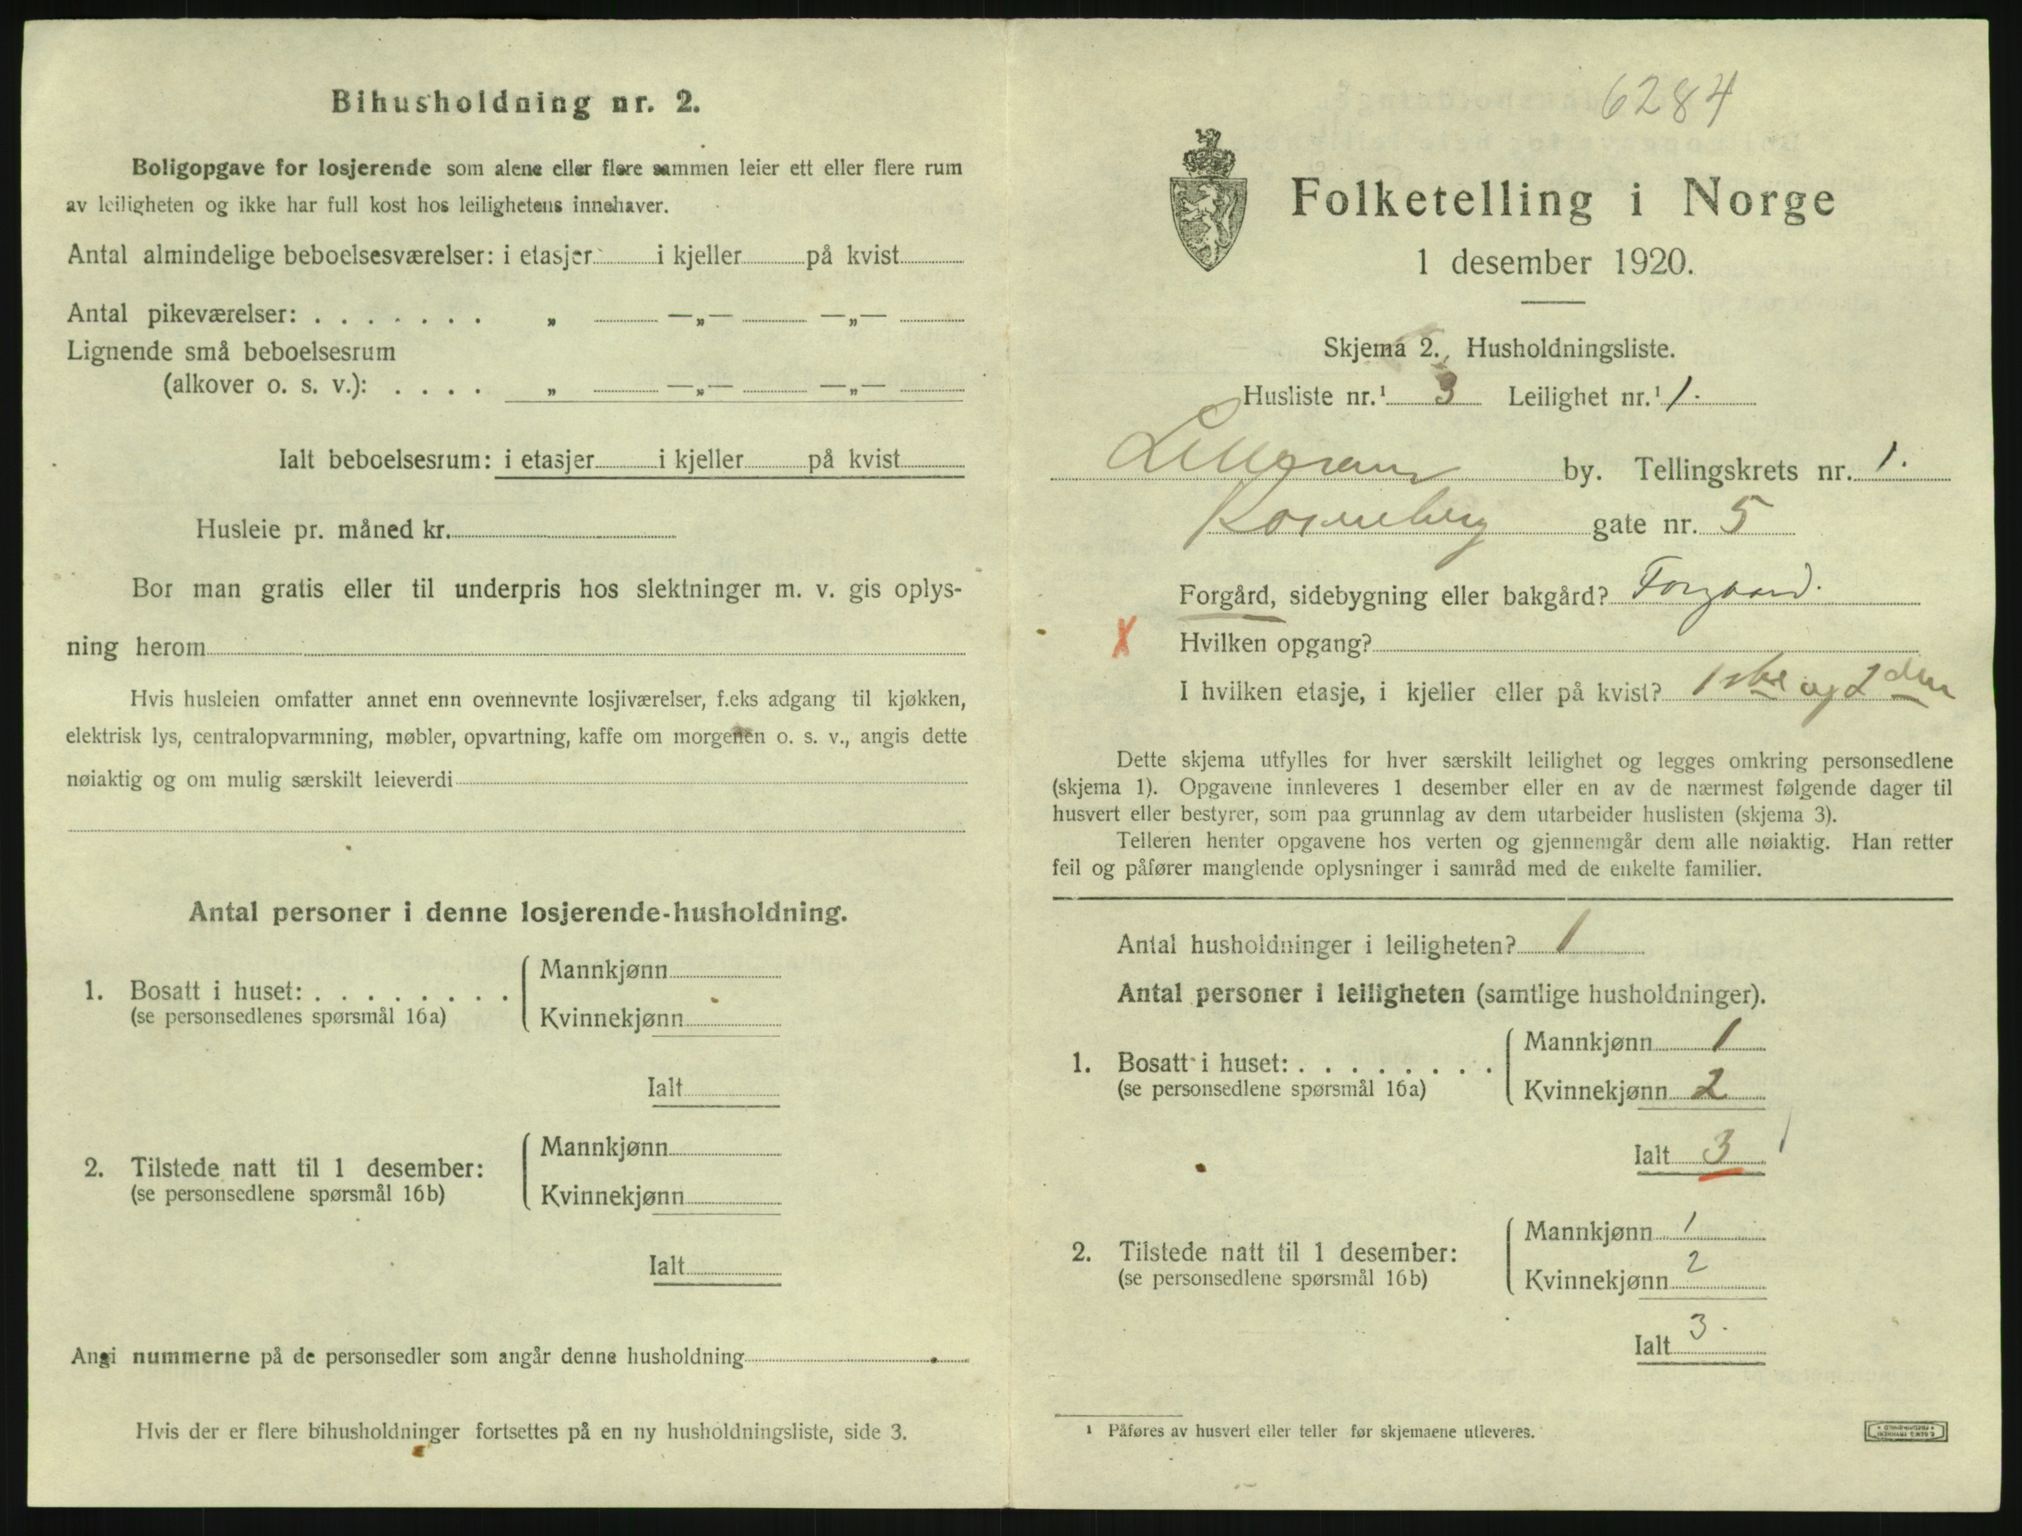 Bihusholdning nr. 2.
Boligopgave for losjerende som alene eller flere sammen leier ett eller flere rum
av leiligheten og ikke har full kost hos leilighetens innehaver.
Antal almindelige beboelsesværelser: i etasjer i kjeller på kvist
Antal pikeværelser: . . . . . . . „ —„— —„—
Lignende små beboelsesrum
(alkover o. s. v.): . . . . „ —„— —„—
Ialt beboelsesrum: i etasjer i kjeller på kvist
Husleie pr. måned kr.
Bor man gratis eller til underpris hos slektninger m. v. gis oplys-
ning herom
Hvis husleien omfatter annet enn ovennevnte losjiværelser, f.eks adgang til kjøkken,
elektrisk lys, centralopvarmning, møbler, opvartning, kaffe om morgenen o. s. v., angis dette
nøiaktig og om mulig særskilt leieverdi
Antal personer i denne losjerende-husholdning.
1. Bosatt i huset: . . . . . . . . Mannkjønn
(se personsedlenes spørsmål 16a) Kvinnekjønn
Ialt
2. Tilstede natt til 1 desember: Mannkjønn
(se personsedlene spørsmål 16b) Kvinnekjønn
Ialt
Angi nummerne på de personsedler som angår denne husholdning
Hvis der er flere bihusholdninger fortsettes på en ny husholdningsliste, side 3.
6284
Folketelling i Norge
1 desember 1920.
Skjema 2. Husholdningsliste.
Husliste nr.¹ 3 Leilighet nr.¹ 1.
by. Tellingskrets nr. 1.
Rosenberg gate nr. 5
Forgård, sidebygning eller bakgård? Forgaard.
X Hvilken opgang?
I hvilken etasje, i kjeller eller på kvist? 1ste og 2den
Dette skjema utfylles for hver særskilt leilighet og legges omkring personsedlene
(skjema 1). Opgavene innleveres 1 desember eller en av de nærmest følgende dager til
husvert eller bestyrer, som paa grunnlag av dem utarbeider huslisten (skjema 3).
Telleren henter opgavene hos verten og gjennemgår dem alle nøiaktig. Han retter
feil og påfører manglende oplysninger i samråd med de enkelte familier.
Antal husholdninger i leiligheten? 1
Antal personer i leiligheten (samtlige husholdninger).
1. Bosatt i huset: . . . . . . . . Mannkjønn 1
(se personsedlene spørsmål 16a) Kvinnekjønn 2
Ialt 3
2. Tilstede natt til 1 desember: Mannkjønn 1
(se personsedlene spørsmål 16b) Kvinnekjønn 2
Ialt 3.
¹ Påføres av husvert eller teller før skjemaene utleveres.